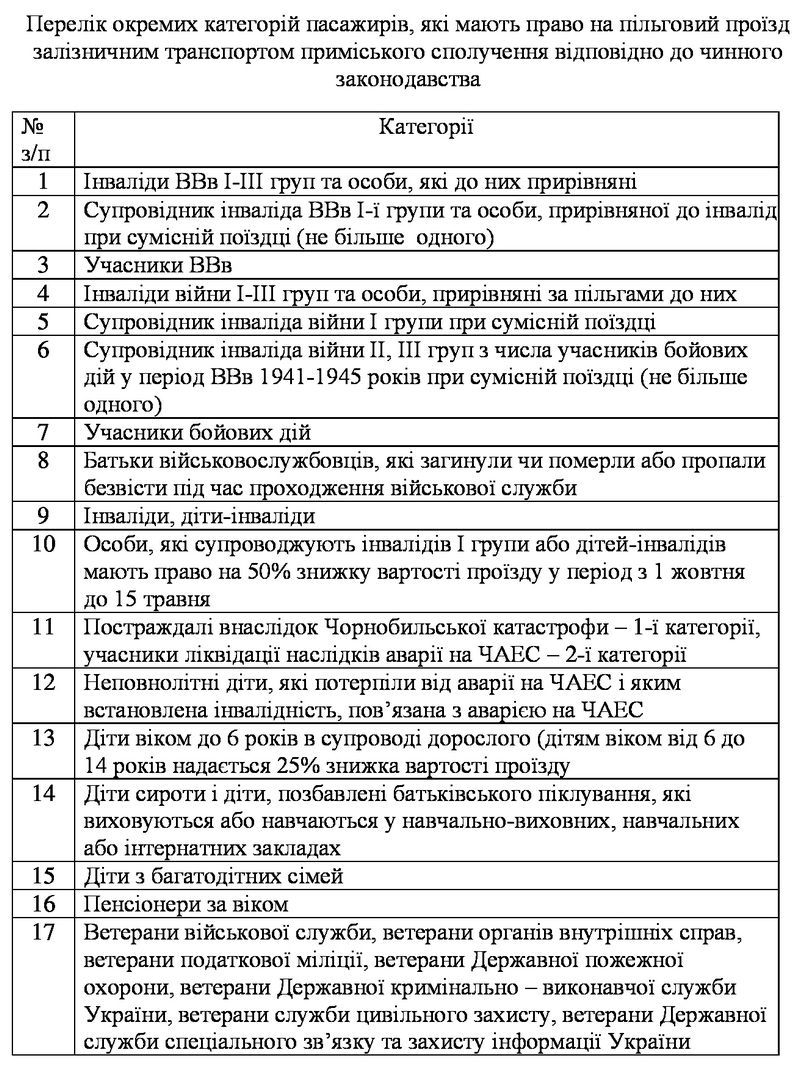 Перелік окремих категорій пасажирів, які мають право на пільговий проїзд
залізничним транспортом приміського сполучення відповідно до чинного
законодавства
№ з/п
Категорії
1 Інваліди ВВв І-ІІІ груп та особи, які до них прирівняні
2 Супровідник інваліда ВВв І-ї групи та особи, прирівняної до інвалід
при сумісній поїздці (не більше одного)
3 Учасники ВВв
4 Інваліди війни І-ІІІ груп та особи, прирівняні за пільгами до них
5 Супровідник інваліда війни І групи при сумісній поїздці
6 Супровідник інваліда війни ІІ, ІІІ груп з числа учасників бойових
дій у період ВВв 1941-1945 років при сумісній поїздці (не більше
одного)
7 Учасники бойових дій
8 Батьки військовослужбовців, які загинули чи померли або пропали
безвісти під час проходження військової служби
9 Інваліди, діти-інваліди
10 Особи, які супроводжують інвалідів І групи або дітей-інвалідів
мають право на 50% знижку вартості проїзду у період з 1 жовтня
до 15 травня
11 Постраждалі внаслідок Чорнобильської катастрофи – 1-ї категорії,
учасники ліквідації наслідків аварії на ЧАЕС – 2-ї категорії
12 Неповнолітні діти, які потерпіли від аварії на ЧАЕС і яким
встановлена інвалідність, пов’язана з аварією на ЧАЕС
13 Діти віком до 6 років в супроводі дорослого (дітям віком від 6 до
14 років надається 25% знижка вартості проїзду
14 Діти сироти і діти, позбавлені батьківського піклування, які
виховуються або навчаються у навчально-виховних, навчальних
або інтернатних закладах
15 Діти з багатодітних сімей
16 Пенсіонери за віком
17 Ветерани військової служби, ветерани органів внутрішніх справ,
ветерани податкової міліції, ветерани Державної пожежної
охорони, ветерани Державної кримінально – виконавчої служби
України, ветерани служби цивільного захисту, ветерани Державної
служби спеціального зв’язку та захисту інформації України